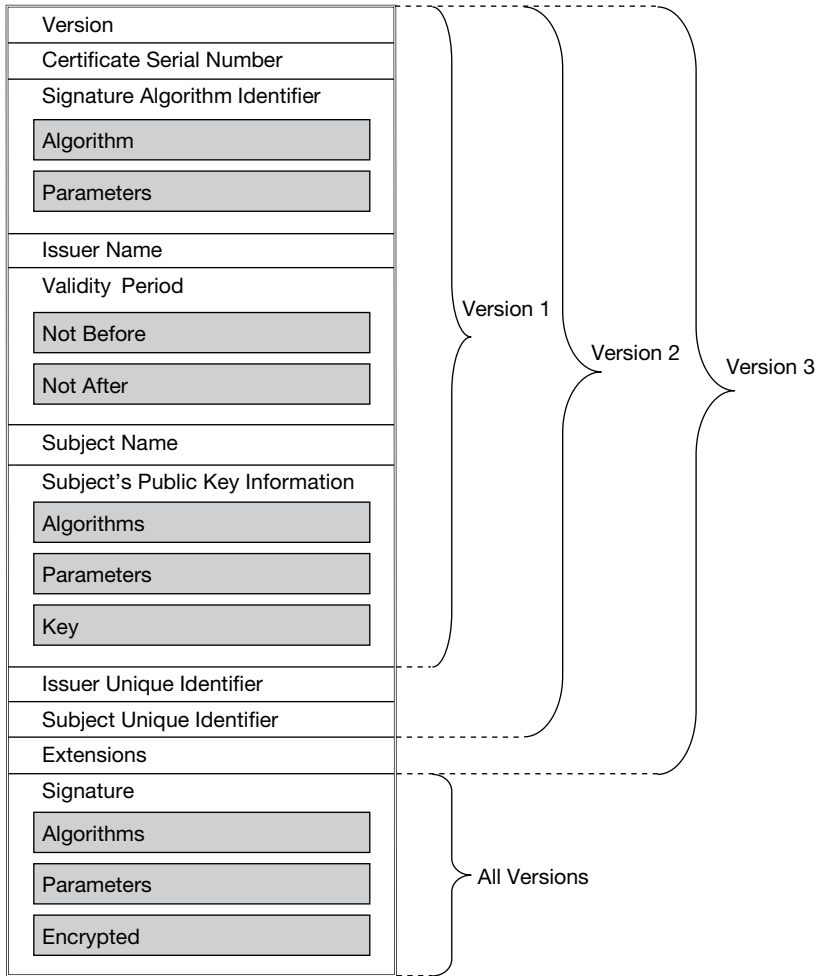 Version
Certificate Serial Number
Signature Algorithm Identifier
Algorithm
Parameters
Issuer Name
Validity Period
Not Before
Not After
Subject Name
Subject's Public Key Information
Algorithms
Parameters
Key
Issuer Unique Identifier
Subject Unique Identifier
Extensions
Signature
Algorithms
Parameters
Encrypted
Version 1
Version 2
Version 3
All Versions